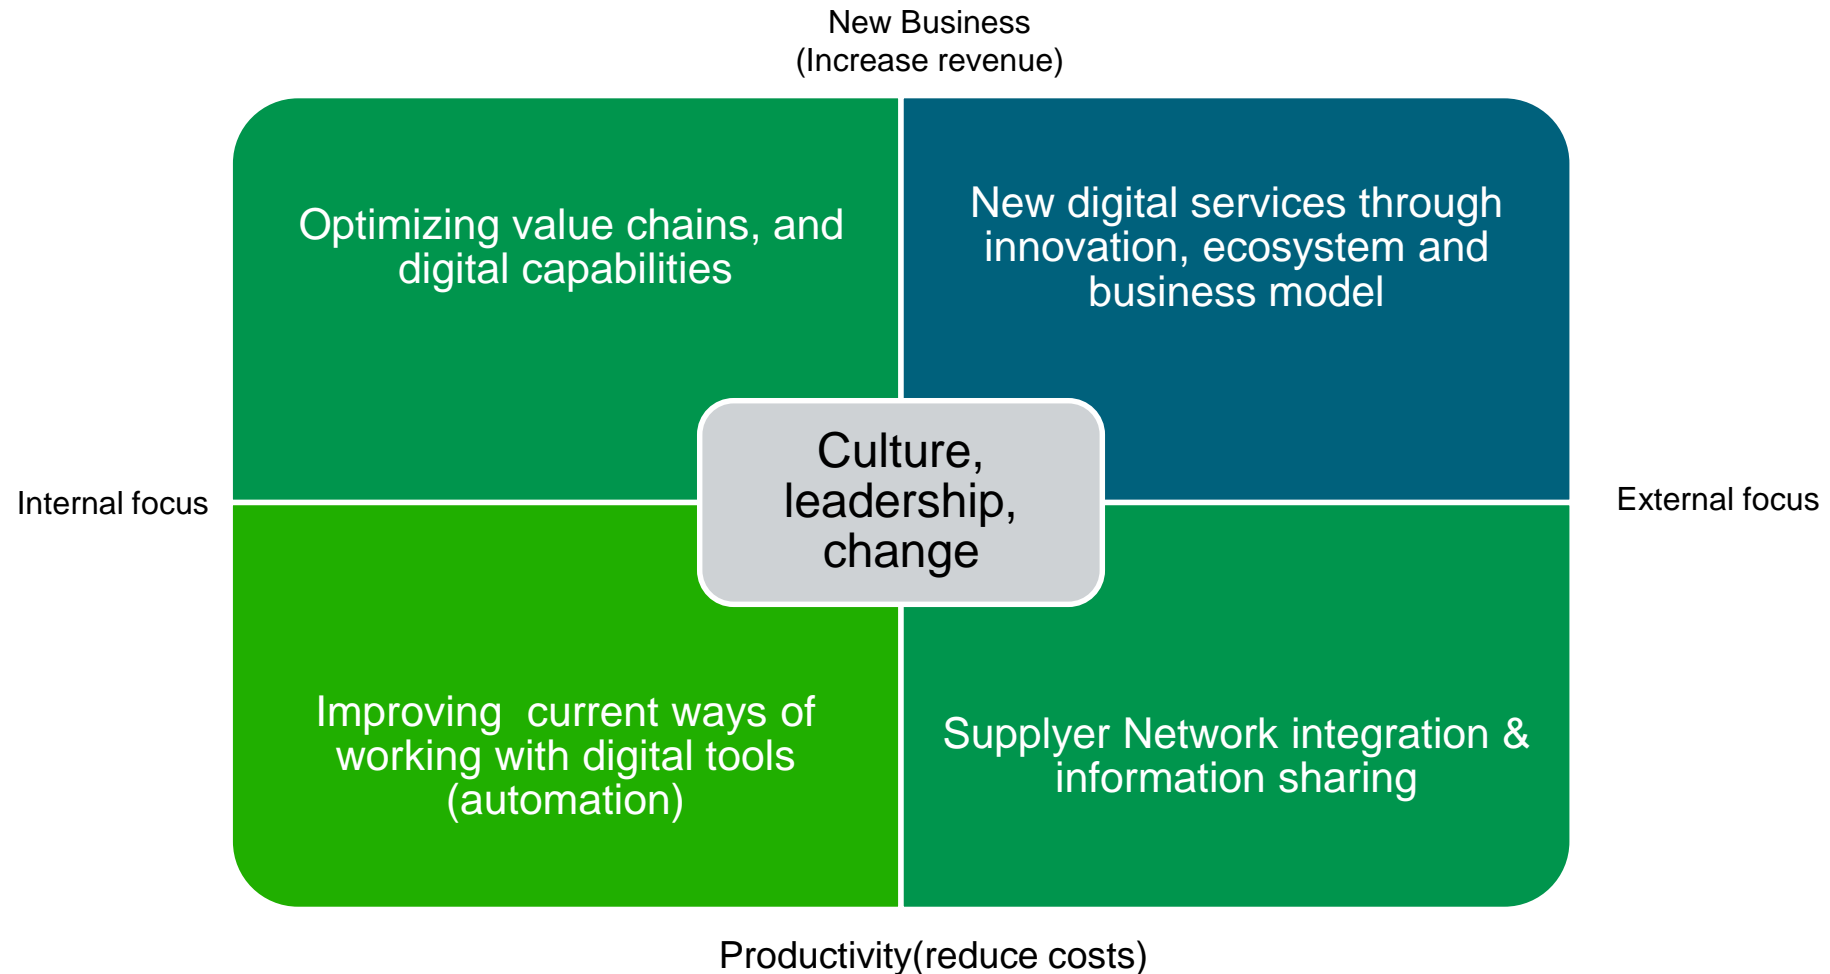 New Business
(Increase revenue)
Optimizing value chains, and
digital capabilities
New digital services through
innovation, ecosystem and
business model
Culture,
leadership,
change
Internal focus
External focus
Improving  current ways of
working with digital tools
(automation)
Supplyer Network integration &
information sharing
Productivity(reduce costs)